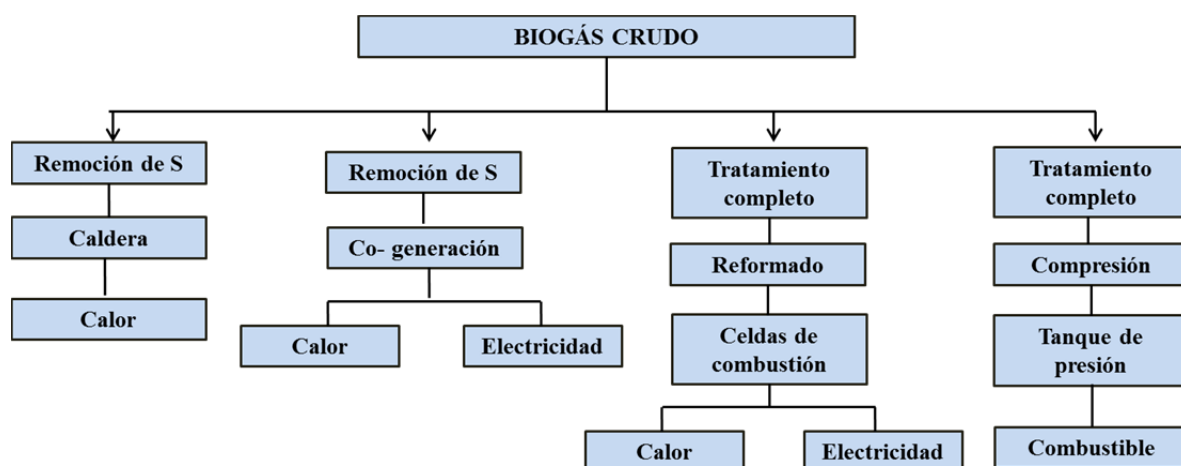 BIOGÁS CRUDO
Remoción de S
Caldera
Calor
Remoción de S
Co- generación
Calor
Electricidad
Tratamiento
completo
Reformado
Celdas de
combustión
Calor
Electricidad
Tratamiento
completo
Compresión
Tanque de
presión
Combustible